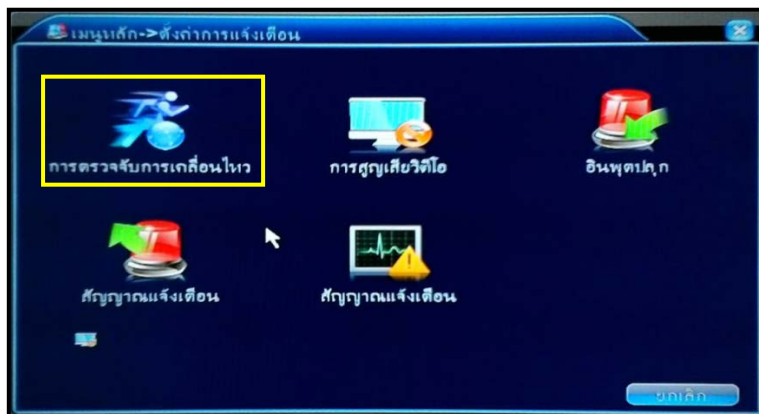 เมนูหลัก->ตั้งค่าการแจ้งเตือน
การตรวจจับการเคลื่อนไหว
การสูญเสียวิดีโอ
อินพุตปลุก
สัญญาณแจ้งเตือน
สัญญาณแจ้งเตือน
ยกเลิก